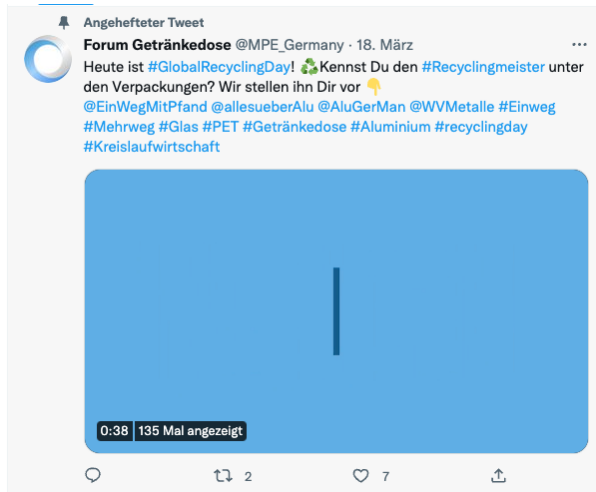 Angehefteter Tweet
Forum Getränkedose @MPE_Germany · 18. März
Heute ist #GlobalRecyclingDay! ♻️Kennst Du den #Recyclingmeister unter
den Verpackungen? Wir stellen ihn Dir vor 👇
@EinWegMitPfand @allesueberAlu @AluGerMan @WVMetalle #Einweg
#Mehrweg #Glas #PET #Getränkedose #Aluminium #recyclingday
#Kreislaufwirtschaft
0:38 135 Mal angezeigt
2 7